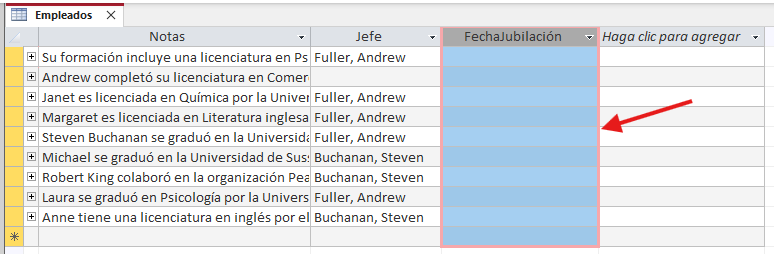 Empleados
Notas Jefe FechaJubilación Haga clic para agregar
Su formación incluye una licenciatura en Ps Fuller, Andrew
Andrew completó su licenciatura en Comer
Janet es licenciada en Química por la Univer Fuller, Andrew
Margaret es licenciada en Literatura inglesa Fuller, Andrew
Steven Buchanan se graduó en la Universida Fuller, Andrew
Michael se graduó en la Universidad de Suss Buchanan, Steven
Robert King colaboró en la organización Pea Buchanan, Steven
Laura se graduó en Psicología por la Univers Fuller, Andrew
Anne tiene una licenciatura en inglés por el Buchanan, Steven